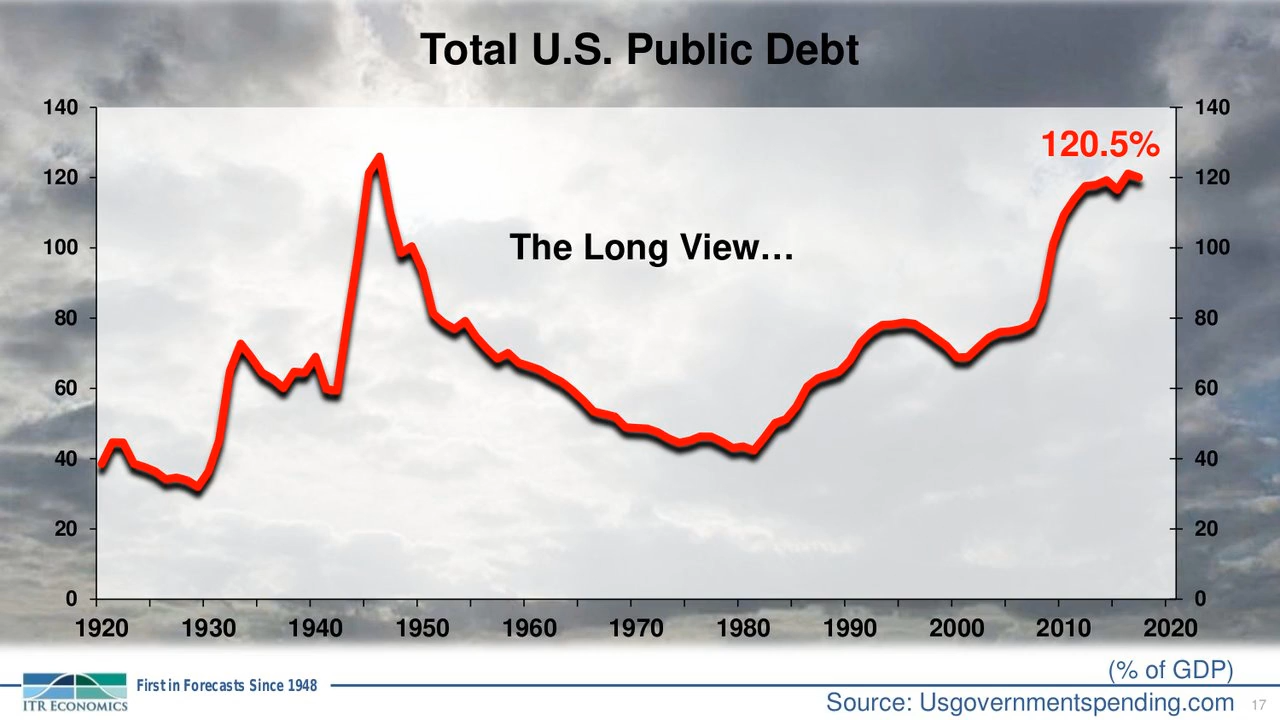 Total U.S. Public Debt
140
140
120.5%
120
120
The Long View…
100
100
80
80
60
60
40
40
20
20
0
0
1920 1930 1940 1950 1960 1970 1980 1990 2000 2010 2020
(% of GDP)
First in Forecasts Since 1948
ITR ECONOMICS
Source: Usgovernmentspending.com
17